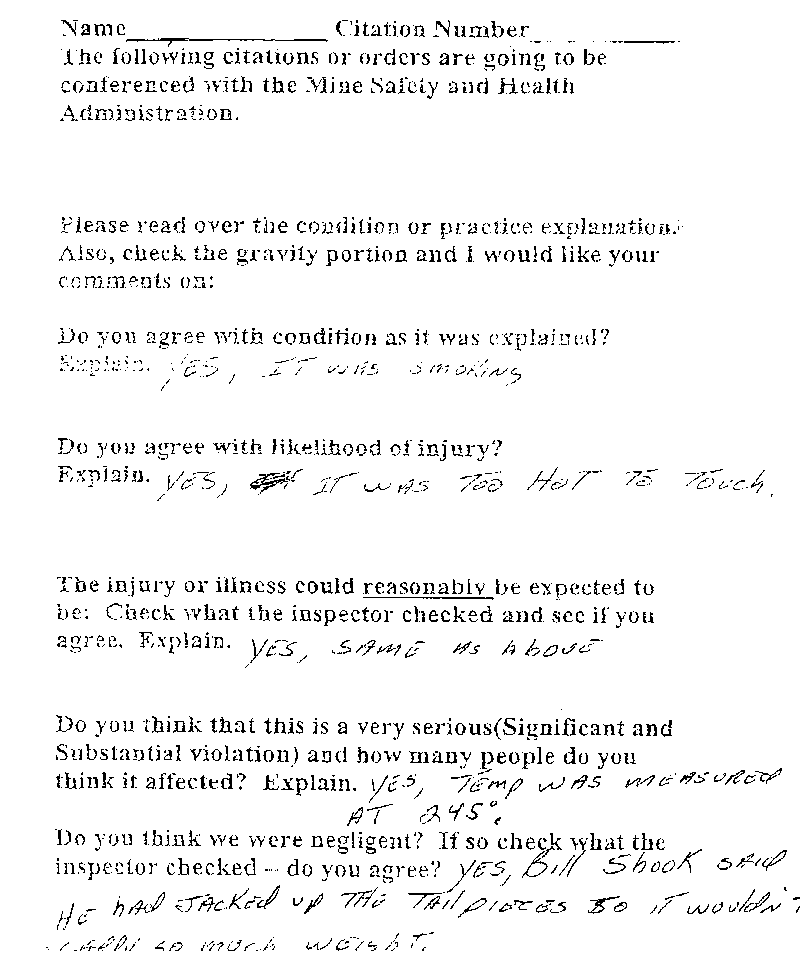 Name____________ Citation Number____________
The following citations or orders are going to be
conferenced with the Mine Safety and Health
Administration.
Please read over the condition or practice explanation.
Also, check the gravity portion and I would like your
comments on:
Do you agree with condition as it was explained?
Explain. YES, IT WAS SMOKING
Do you agree with likelihood of injury?
Explain. YES, IT WAS TOO HOT TO TOUCH.
The injury or illness could reasonably be expected to
be: Check what the inspector checked and see if you
agree. Explain. YES, SAME AS ABOVE
Do you think that this is a very serious(Significant and
Substantial violation) and how many people do you
think it affected? Explain. YES, TEMP WAS MEASURED
AT 245°.
Do you think we were negligent? If so check what the
inspector checked -- do you agree? YES, Bill Shook SAID
HE HAD JACKED UP THE TAILPIECES SO IT WOULDN'T
CARRY SO MUCH WEIGHT.